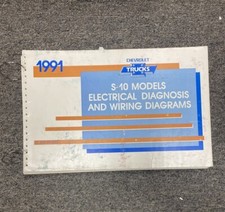 1991
CHEVROLET
TRUCKS
S-10 MODELS
ELECTRICAL DIAGNOSIS
AND WIRING DIAGRAMS